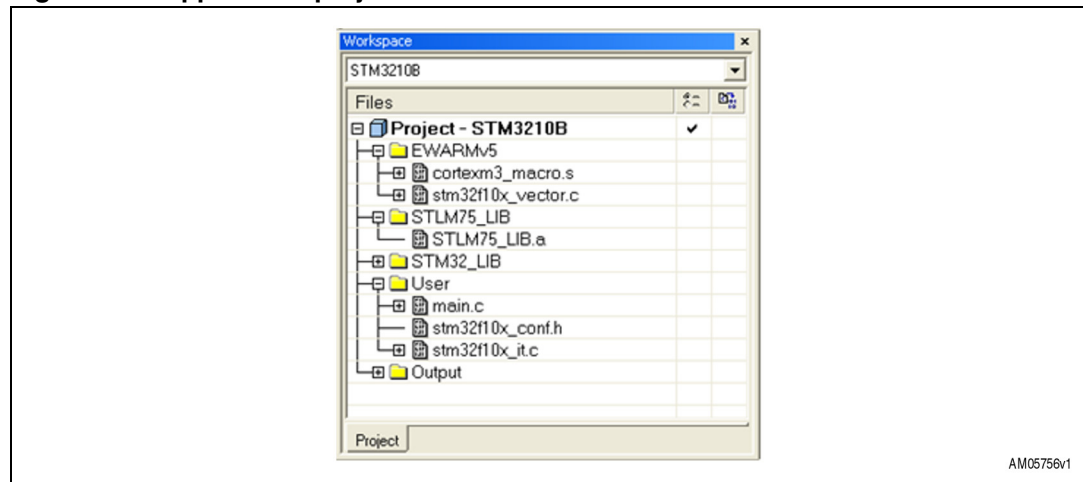 Workspace
STM3210B
Files
Project - STM3210B
EWARMv5
cortexm3_macro.s
stm32f10x_vector.c
STLM75_LIB
STLM75_LIB.a
STM32_LIB
User
main.c
stm32f10x_conf.h
stm32f10x_it.c
Output
Project
AM05756v1